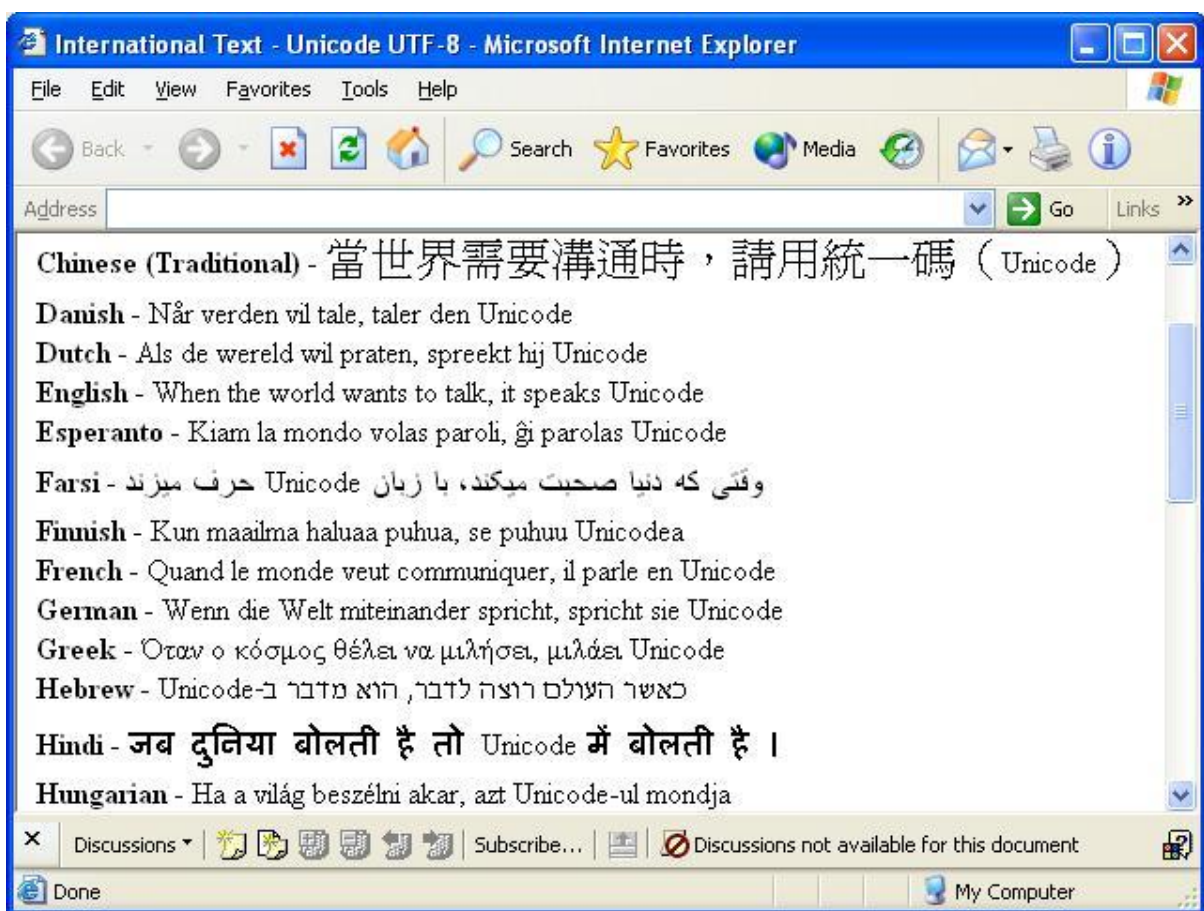 International Text - Unicode UTF-8 - Microsoft Internet Explorer
File Edit View Favorites Tools Help
Back Search Favorites Media
Address Go Links »
Chinese (Traditional) - 當世界需要溝通時，請用統一碼（Unicode）
Danish - Når verden vil tale, taler den Unicode
Dutch - Als de wereld wil praten, spreekt hij Unicode
English - When the world wants to talk, it speaks Unicode
Esperanto - Kiam la mondo volas paroli, ĝi parolas Unicode
Farsi - وقتی که دنیا صحبت میکند، با زبان Unicode حرف میزند
Finnish - Kun maailma haluaa puhua, se puhuu Unicodea
French - Quand le monde veut communiquer, il parle en Unicode
German - Wenn die Welt miteinander spricht, spricht sie Unicode
Greek - Όταν ο κόσμος θέλει να μιλήσει, μιλάει Unicode
Hebrew - כאשר העולם רוצה לדבר, הוא מדבר ב-Unicode
Hindi - जब दुनिया बोलती है तो Unicode में बोलती है ।
Hungarian - Ha a világ beszélni akar, azt Unicode-ul mondja
Discussions Subscribe... Discussions not available for this document
Done My Computer